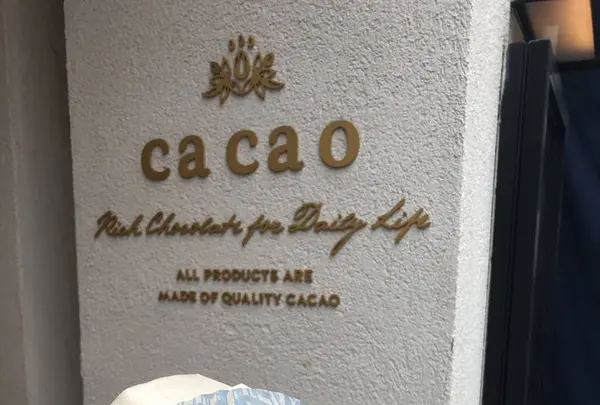 cacao
Rich Chocolate for Daily Life
ALL PRODUCTS ARE
MADE OF QUALITY CACAO